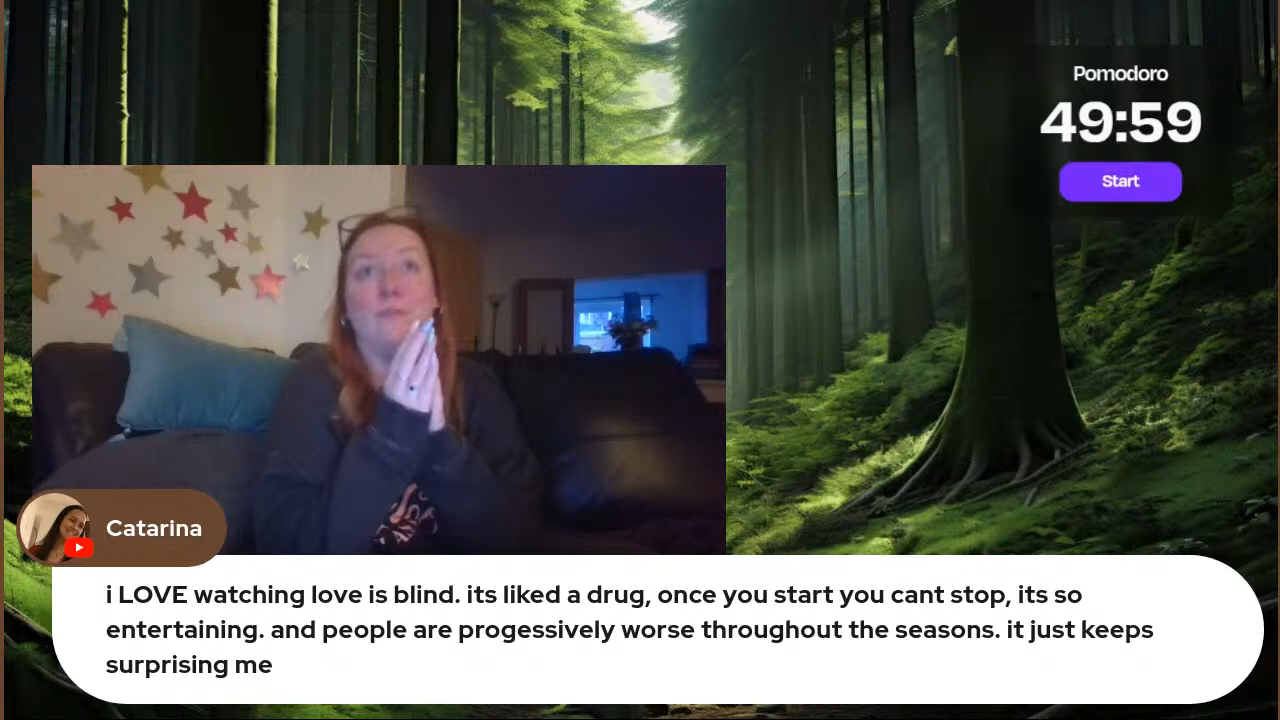 Pomodoro
49:59
Start
Catarina
i LOVE watching love is blind. its liked a drug, once you start you cant stop, its so
entertaining. and people are progessively worse throughout the seasons. it just keeps
surprising me